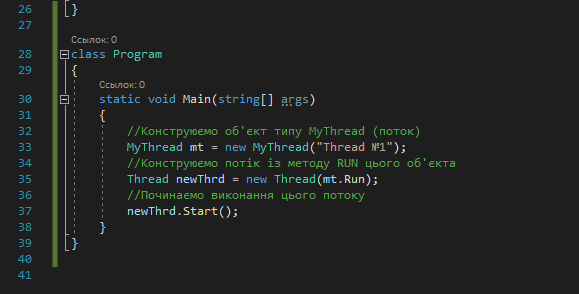 26 }
27
Ссылок: 0
28 class Program
29 {
Ссылок: 0
30 static void Main(string[] args)
31 {
32 //Конструюємо об'єкт типу MyThread (поток)
33 MyThread mt = new MyThread("Thread №1");
34 //Конструюємо потік із методу RUN цього об'єкта
35 Thread newThrd = new Thread(mt.Run);
36 //Починаємо виконання цього потоку
37 newThrd.Start();
38 }
39 }
40
41